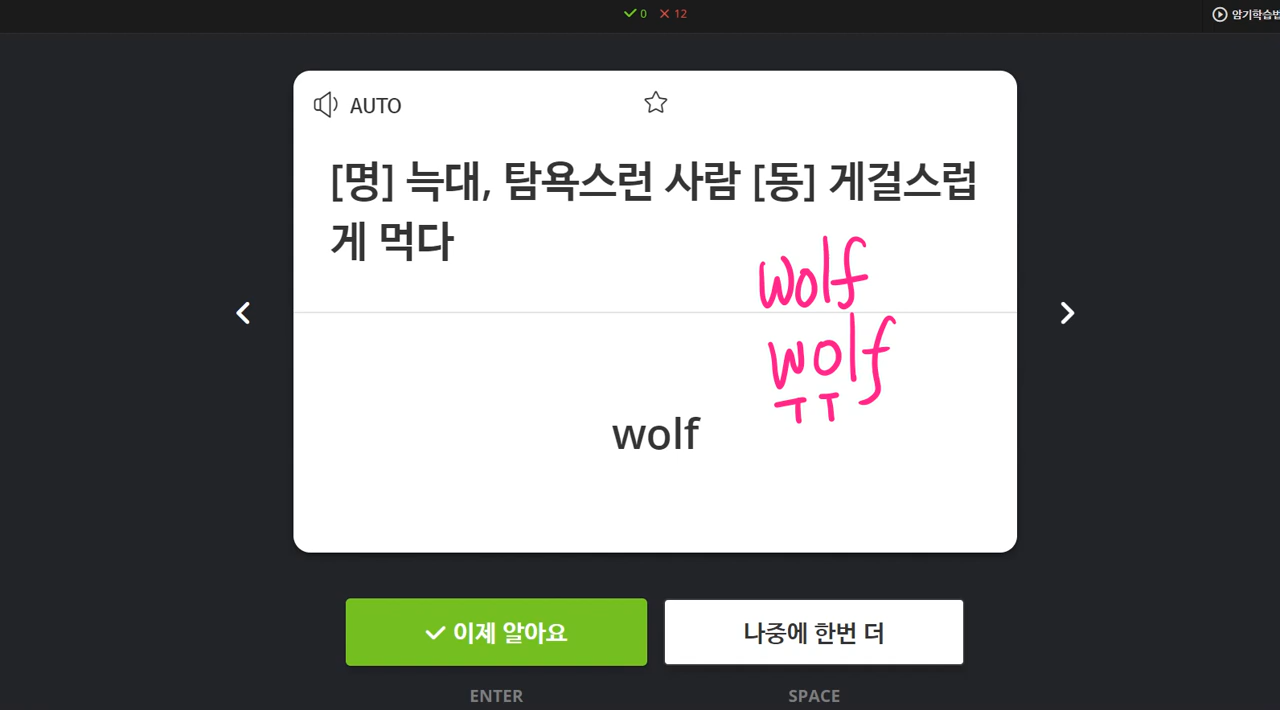 0 12
암기학습법
AUTO
[명] 늑대, 탐욕스런 사람 [동] 게걸스럽
게 먹다
wolf
wolf
TT
wolf
이제 알아요
나중에 한번 더
ENTER
SPACE